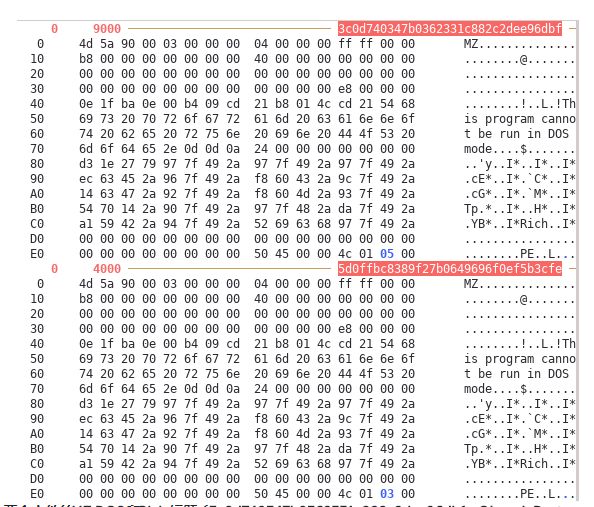 0 9000 3c0d740347b0362331c882c2dee96dbf
0 4d 5a 90 00 03 00 00 00 04 00 00 00 ff ff 00 00 MZ..............
10 b8 00 00 00 00 00 00 00 40 00 00 00 00 00 00 00 ........@.......
20 00 00 00 00 00 00 00 00 00 00 00 00 00 00 00 00 ................
30 00 00 00 00 00 00 00 00 00 00 00 00 e8 00 00 00 ................
40 0e 1f ba 0e 00 b4 09 cd 21 b8 01 4c cd 21 54 68 ........!..L.!Th
50 69 73 20 70 72 6f 67 72 61 6d 20 63 61 6e 6e 6f is program canno
60 74 20 62 65 20 72 75 6e 20 69 6e 20 44 4f 53 20 t be run in DOS
70 6d 6f 64 65 2e 0d 0d 0a 24 00 00 00 00 00 00 00 mode....$.......
80 d3 1e 27 79 97 7f 49 2a 97 7f 49 2a 97 7f 49 2a ..'y..I*..I*..I*
90 ec 63 45 2a 96 7f 49 2a f8 60 43 2a 9c 7f 49 2a .cE*..I*.`C*..I*
A0 14 63 47 2a 92 7f 49 2a f8 60 4d 2a 93 7f 49 2a .cG*..I*.`M*..I*
B0 54 70 14 2a 90 7f 49 2a 97 7f 48 2a da 7f 49 2a Tp.*..I*..H*..I*
C0 a1 59 42 2a 94 7f 49 2a 52 69 63 68 97 7f 49 2a .YB*..I*Rich..I*
D0 00 00 00 00 00 00 00 00 00 00 00 00 00 00 00 00 ................
E0 00 00 00 00 00 00 00 00 50 45 00 00 4c 01 05 00 ........PE..L...
0 4000 5d0ffbc8389f27b0649696f0ef5b3cfe
0 4d 5a 90 00 03 00 00 00 04 00 00 00 ff ff 00 00 MZ..............
10 b8 00 00 00 00 00 00 00 40 00 00 00 00 00 00 00 ........@.......
20 00 00 00 00 00 00 00 00 00 00 00 00 00 00 00 00 ................
30 00 00 00 00 00 00 00 00 00 00 00 00 e8 00 00 00 ................
40 0e 1f ba 0e 00 b4 09 cd 21 b8 01 4c cd 21 54 68 ........!..L.!Th
50 69 73 20 70 72 6f 67 72 61 6d 20 63 61 6e 6e 6f is program canno
60 74 20 62 65 20 72 75 6e 20 69 6e 20 44 4f 53 20 t be run in DOS
70 6d 6f 64 65 2e 0d 0d 0a 24 00 00 00 00 00 00 00 mode....$.......
80 d3 1e 27 79 97 7f 49 2a 97 7f 49 2a 97 7f 49 2a ..'y..I*..I*..I*
90 ec 63 45 2a 96 7f 49 2a f8 60 43 2a 9c 7f 49 2a .cE*..I*.`C*..I*
A0 14 63 47 2a 92 7f 49 2a f8 60 4d 2a 93 7f 49 2a .cG*..I*.`M*..I*
B0 54 70 14 2a 90 7f 49 2a 97 7f 48 2a da 7f 49 2a Tp.*..I*..H*..I*
C0 a1 59 42 2a 94 7f 49 2a 52 69 63 68 97 7f 49 2a .YB*..I*Rich..I*
D0 00 00 00 00 00 00 00 00 00 00 00 00 00 00 00 00 ................
E0 00 00 00 00 00 00 00 00 50 45 00 00 4c 01 03 00 ........PE..L...